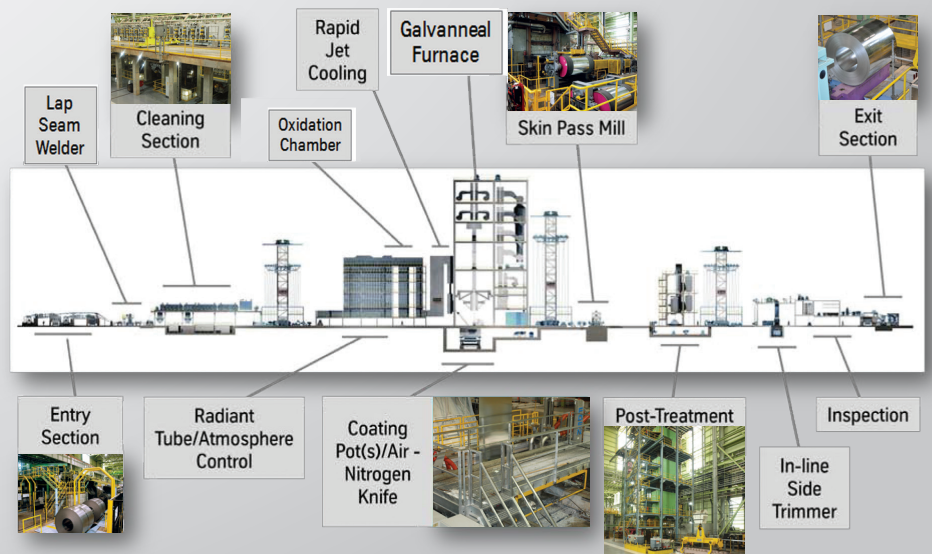 Rapid
Jet
Cooling
Galvanneal
Furnace
Lap
Seam
Welder
Cleaning
Section
Oxidation
Chamber
Skin Pass Mill
Exit
Section
Entry
Section
Radiant
Tube/Atmosphere
Control
Coating
Pot(s)/Air -
Nitrogen
Knife
Post-Treatment
Inspection
In-line
Side
Trimmer